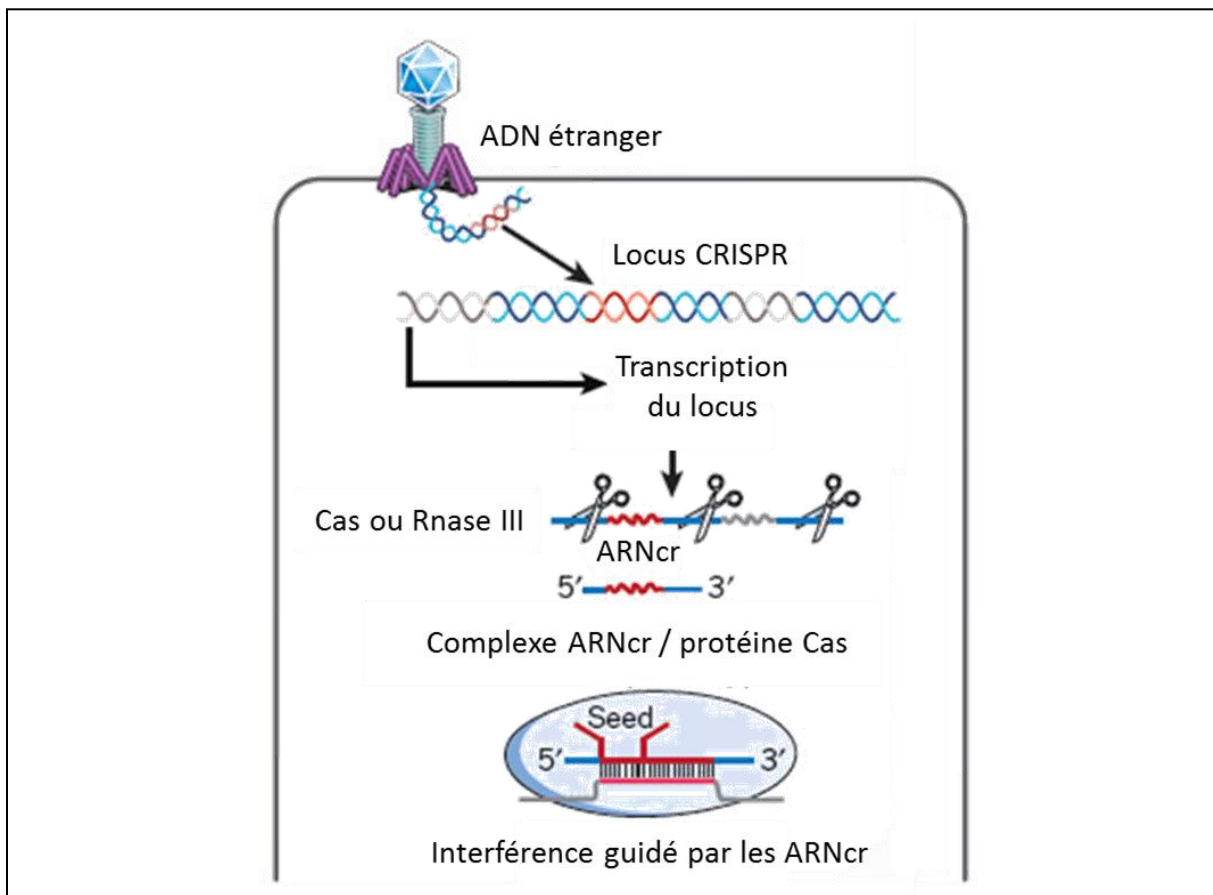 ADN étranger
Locus CRISPR
Transcription
du locus
Cas ou Rnase III
ARNcr
5′ 3′
Complexe ARNcr / protéine Cas
Seed
5′ 3′
Interférence guidé par les ARNcr